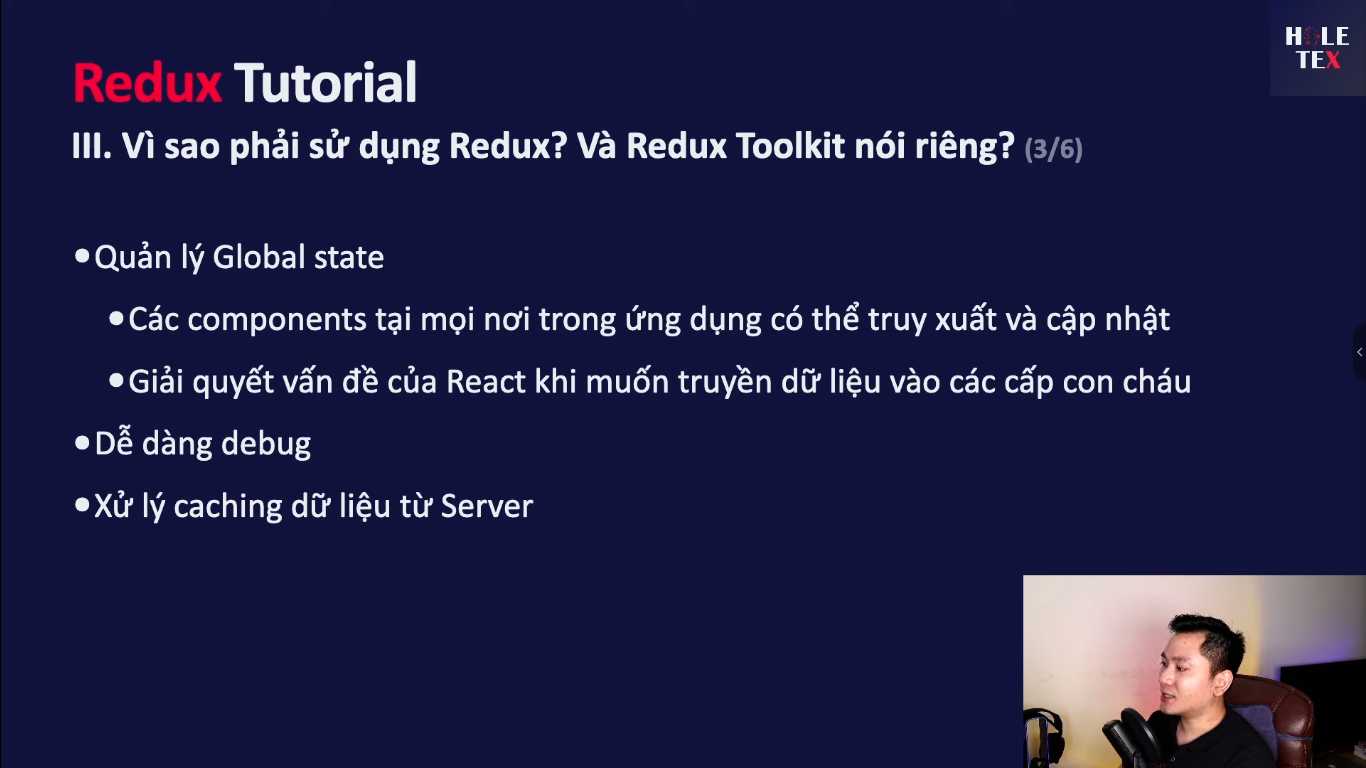 Redux Tutorial
III. Vì sao phải sử dụng Redux? Và Redux Toolkit nói riêng? (3/6)
•Quản lý Global state
•Các components tại mọi nơi trong ứng dụng có thể truy xuất và cập nhật
•Giải quyết vấn đề của React khi muốn truyền dữ liệu vào các cấp con cháu
•Dễ dàng debug
•Xử lý caching dữ liệu từ Server
HOLE
TEX